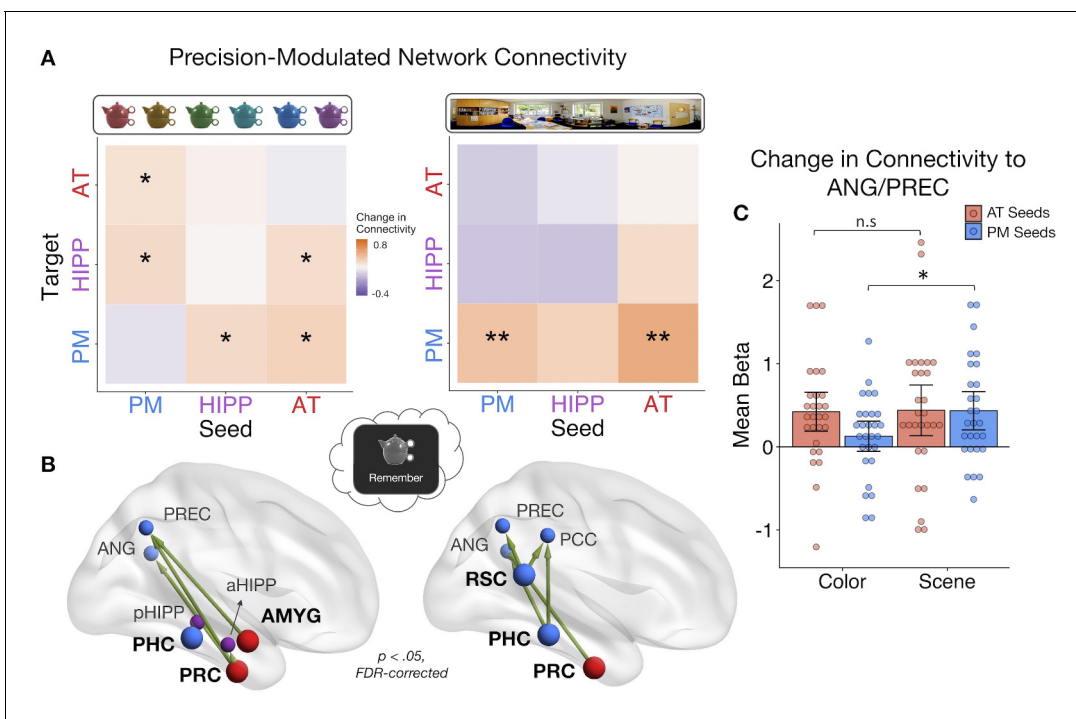 A
Precision-Modulated Network Connectivity
Target
AT
HIPP
PM
*
*
*
*
*
PM
HIPP
AT
Seed
Change in
Connectivity
0.8
-0.4
AT
HIPP
PM
**
**
PM
HIPP
AT
Seed
B
Remember
PREC
ANG
aHIPP
pHIPP
AMYG
PHC
PRC
p < .05,
FDR-corrected
PREC
ANG
PCC
RSC
PHC
PRC
Change in Connectivity to
ANG/PREC
C
AT Seeds
PM Seeds
n.s
*
Mean Beta
2
1
0
-1
Color
Scene